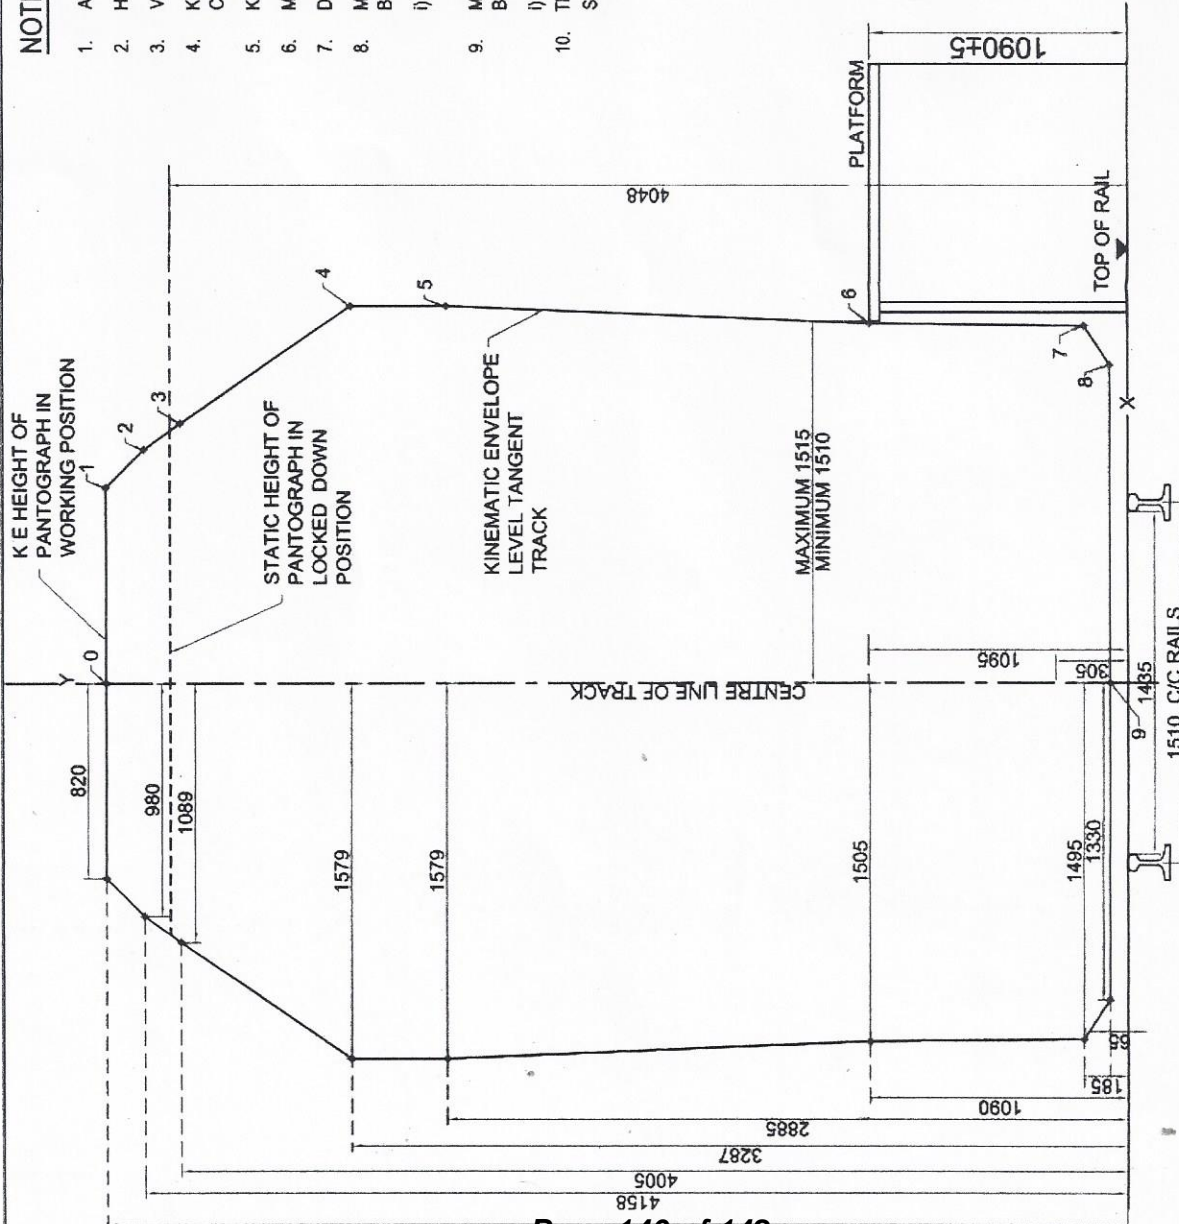 NOTE
1. A
2. H
3. V
4. K
C
5. K
6. M
7. D
8. M
B
i)
9. M
B
i)
10. T
S
K E HEIGHT OF
PANTOGRAPH IN
WORKING POSITION
Y
0
1
2
3
4
5
6
7
8
9
820
980
1089
STATIC HEIGHT OF
PANTOGRAPH IN
LOCKED DOWN
POSITION
4048
1579
1579
KINEMATIC ENVELOPE
LEVEL TANGENT
TRACK
CENTRE LINE OF TRACK
MAXIMUM 1515
MINIMUM 1510
PLATFORM
1090±5
TOP OF RAIL
1505
1095
305
1495
1330
65
185
1090
2885
3287
4005
4158
X
1435
1510 C/C RAILS